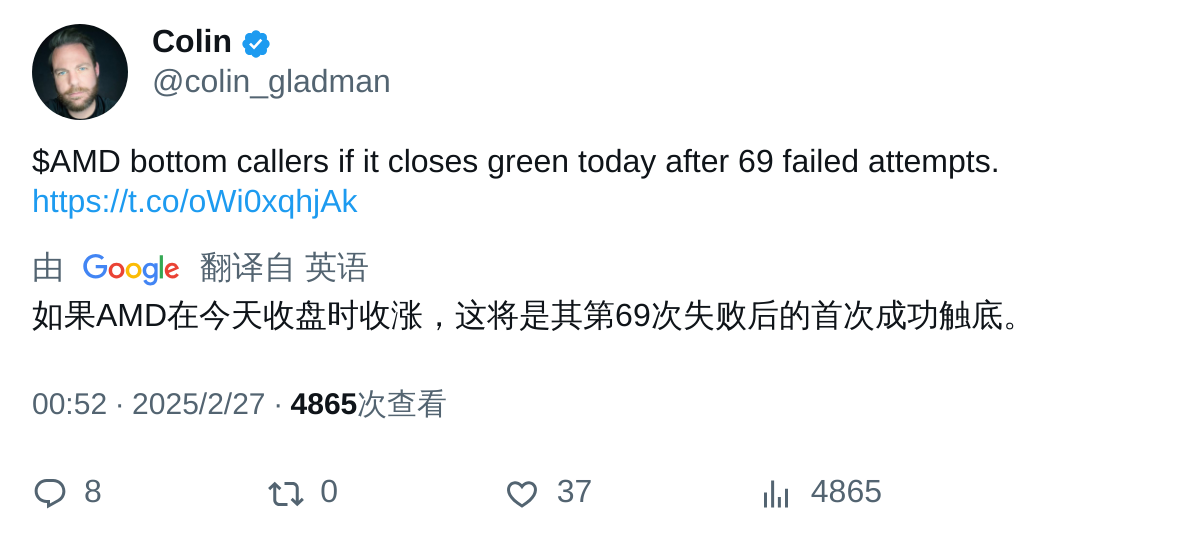 Colin
@colin_gladman
$AMD bottom callers if it closes green today after 69 failed attempts.
https://t.co/oWi0xqhjAk
由 Google 翻译自 英语
如果AMD在今天收盘时收涨，这将是其第69次失败后的首次成功触底。
00:52 · 2025/2/27 · 4865次查看
8 0 37 4865